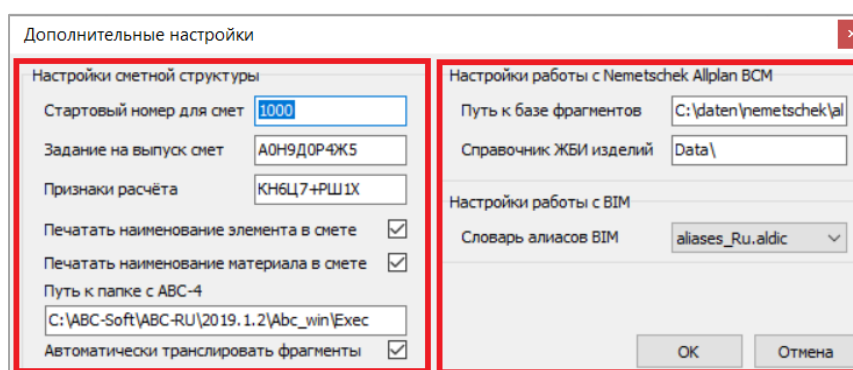 Дополнительные настройки
Настройки сметной структуры
Стартовый номер для смет 1000
Задание на выпуск смет А0Н9Д0Р4Ж5
Признаки расчёта КН6Ц7+РШ1Х
Печатать наименование элемента в смете
Печатать наименование материала в смете
Путь к папке с АВС-4
C:\ABC-Soft\ABC-RU\2019.1.2\Abc_win\Exec
Автоматически транслировать фрагменты
Настройки работы с Nemetschek Allplan BCM
Путь к базе фрагментов C:\daten\nemetschek\al
Справочник ЖБИ изделий Data\
Настройки работы с BIM
Словарь алиасов BIM aliases_Ru.aldic
OK Отмена